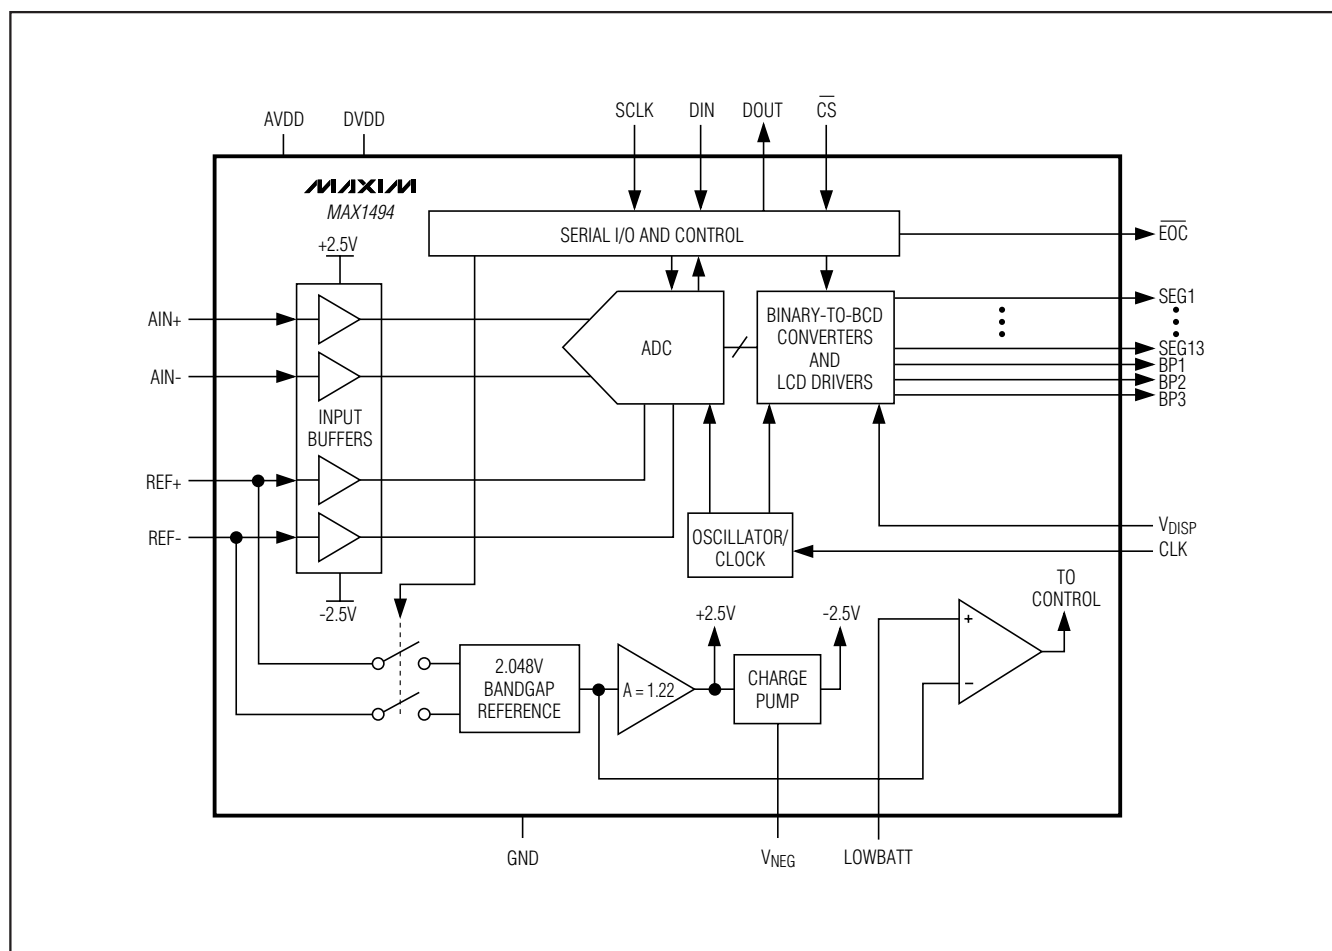 AVDD
DVDD
SCLK
DIN
DOUT
CS
MAXIM
MAX1494
+2.5V
SERIAL I/O AND CONTROL
EOC
AIN+
AIN-
INPUT
BUFFERS
REF+
REF-
-2.5V
ADC
BINARY-TO-BCD
CONVERTERS
AND
LCD DRIVERS
SEG1
SEG13
BP1
BP2
BP3
OSCILLATOR/
CLOCK
VDISP
CLK
2.048V
BANDGAP
REFERENCE
A = 1.22
+2.5V
CHARGE
PUMP
-2.5V
+
−
TO
CONTROL
GND
VNEG
LOWBATT